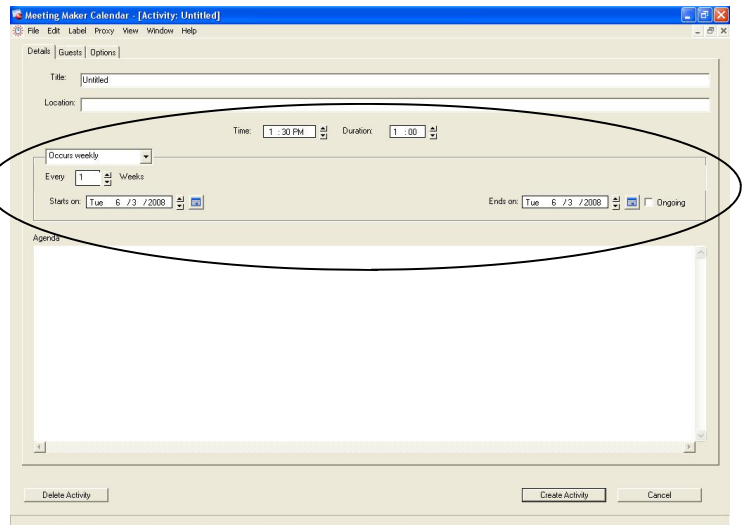 Meeting Maker Calendar - [Activity: Untitled]
File Edit Label Proxy View Window Help
Details Guests Options
Title: Untitled
Location:
Time: 1 : 30 PM Duration: 1 : 00
Occurs weekly
Every 1 Weeks
Starts on: Tue 6 /3 /2008 Ends on: Tue 6 /3 /2008 Ongoing
Agenda
Delete Activity Create Activity Cancel